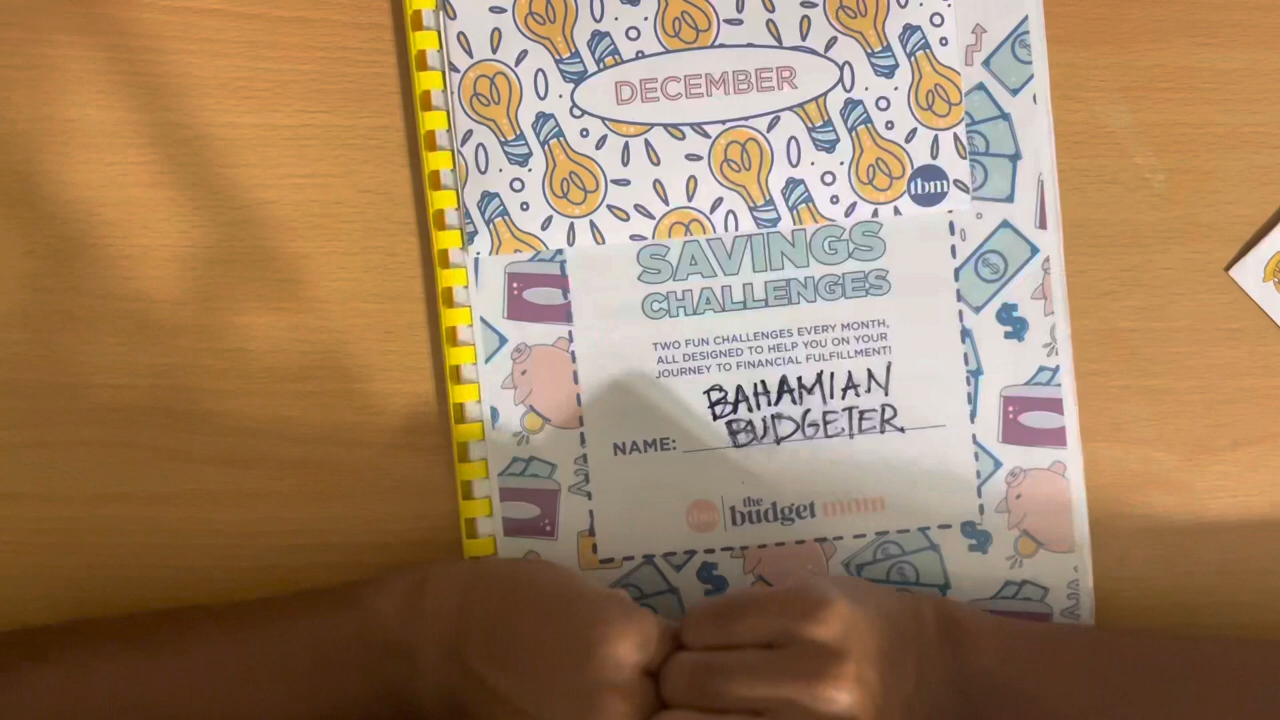 DECEMBER
tbm
SAVINGS
CHALLENGES
TWO FUN CHALLENGES EVERY MONTH,
ALL DESIGNED TO HELP YOU ON YOUR
JOURNEY TO FINANCIAL FULFILLMENT!
BAHAMIAN
NAME: BUDGETER
tbm the budget mom